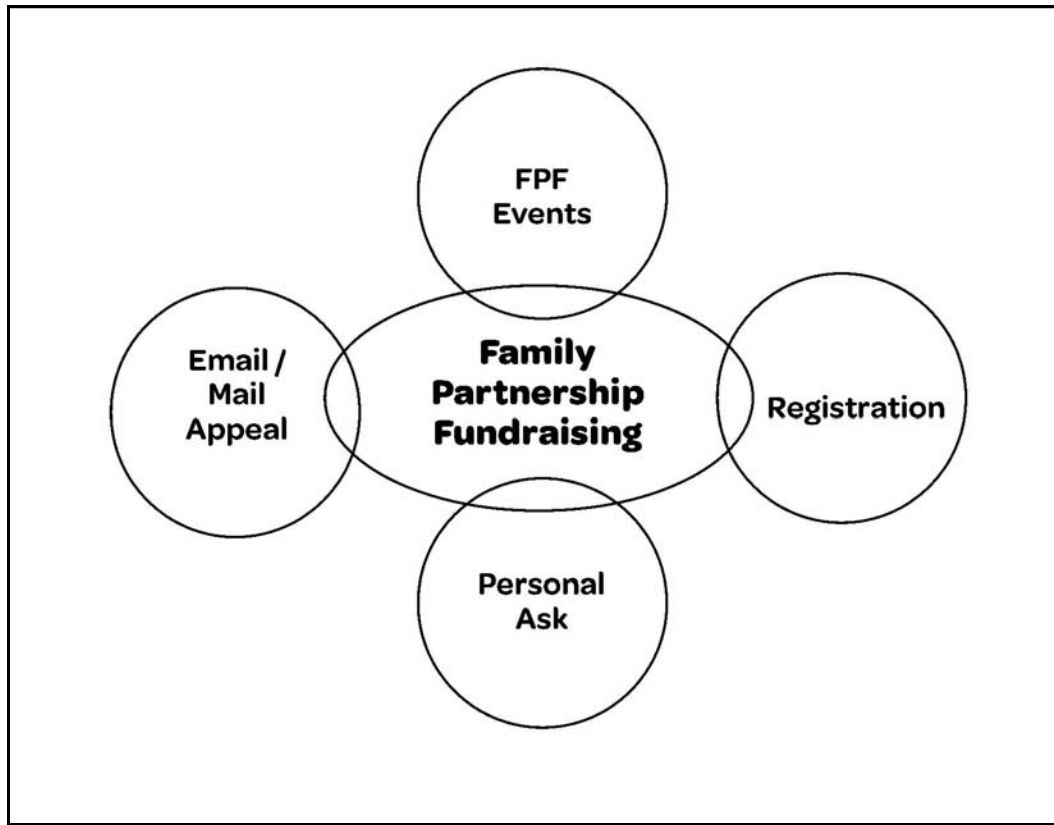 FPF
Events
Email /
Mail
Appeal
Family
Partnership
Fundraising
Registration
Personal
Ask